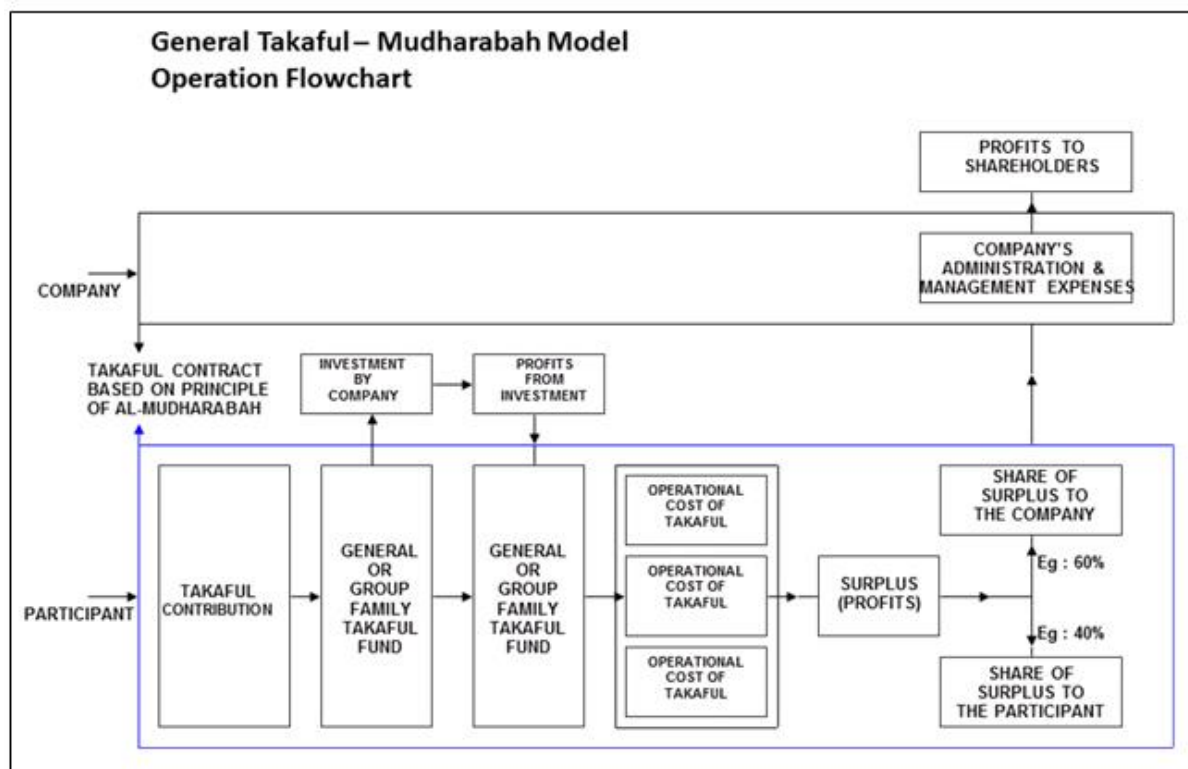 General Takaful – Mudharabah Model
Operation Flowchart
PROFITS TO
SHAREHOLDERS
COMPANY'S
ADMINISTRATION &
MANAGEMENT EXPENSES
COMPANY
TAKAFUL CONTRACT
BASED ON PRINCIPLE
OF AL-MUDHARABAH
INVESTMENT
BY
COMPANY
PROFITS
FROM
INVESTMENT
PARTICIPANT
TAKAFUL
CONTRIBUTION
GENERAL
OR
GROUP
FAMILY
TAKAFUL
FUND
GENERAL
OR
GROUP
FAMILY
TAKAFUL
FUND
OPERATIONAL
COST OF
TAKAFUL
OPERATIONAL
COST OF
TAKAFUL
OPERATIONAL
COST OF
TAKAFUL
SURPLUS
(PROFITS)
SHARE OF
SURPLUS TO
THE COMPANY
Eg : 60%
Eg : 40%
SHARE OF
SURPLUS TO
THE PARTICIPANT